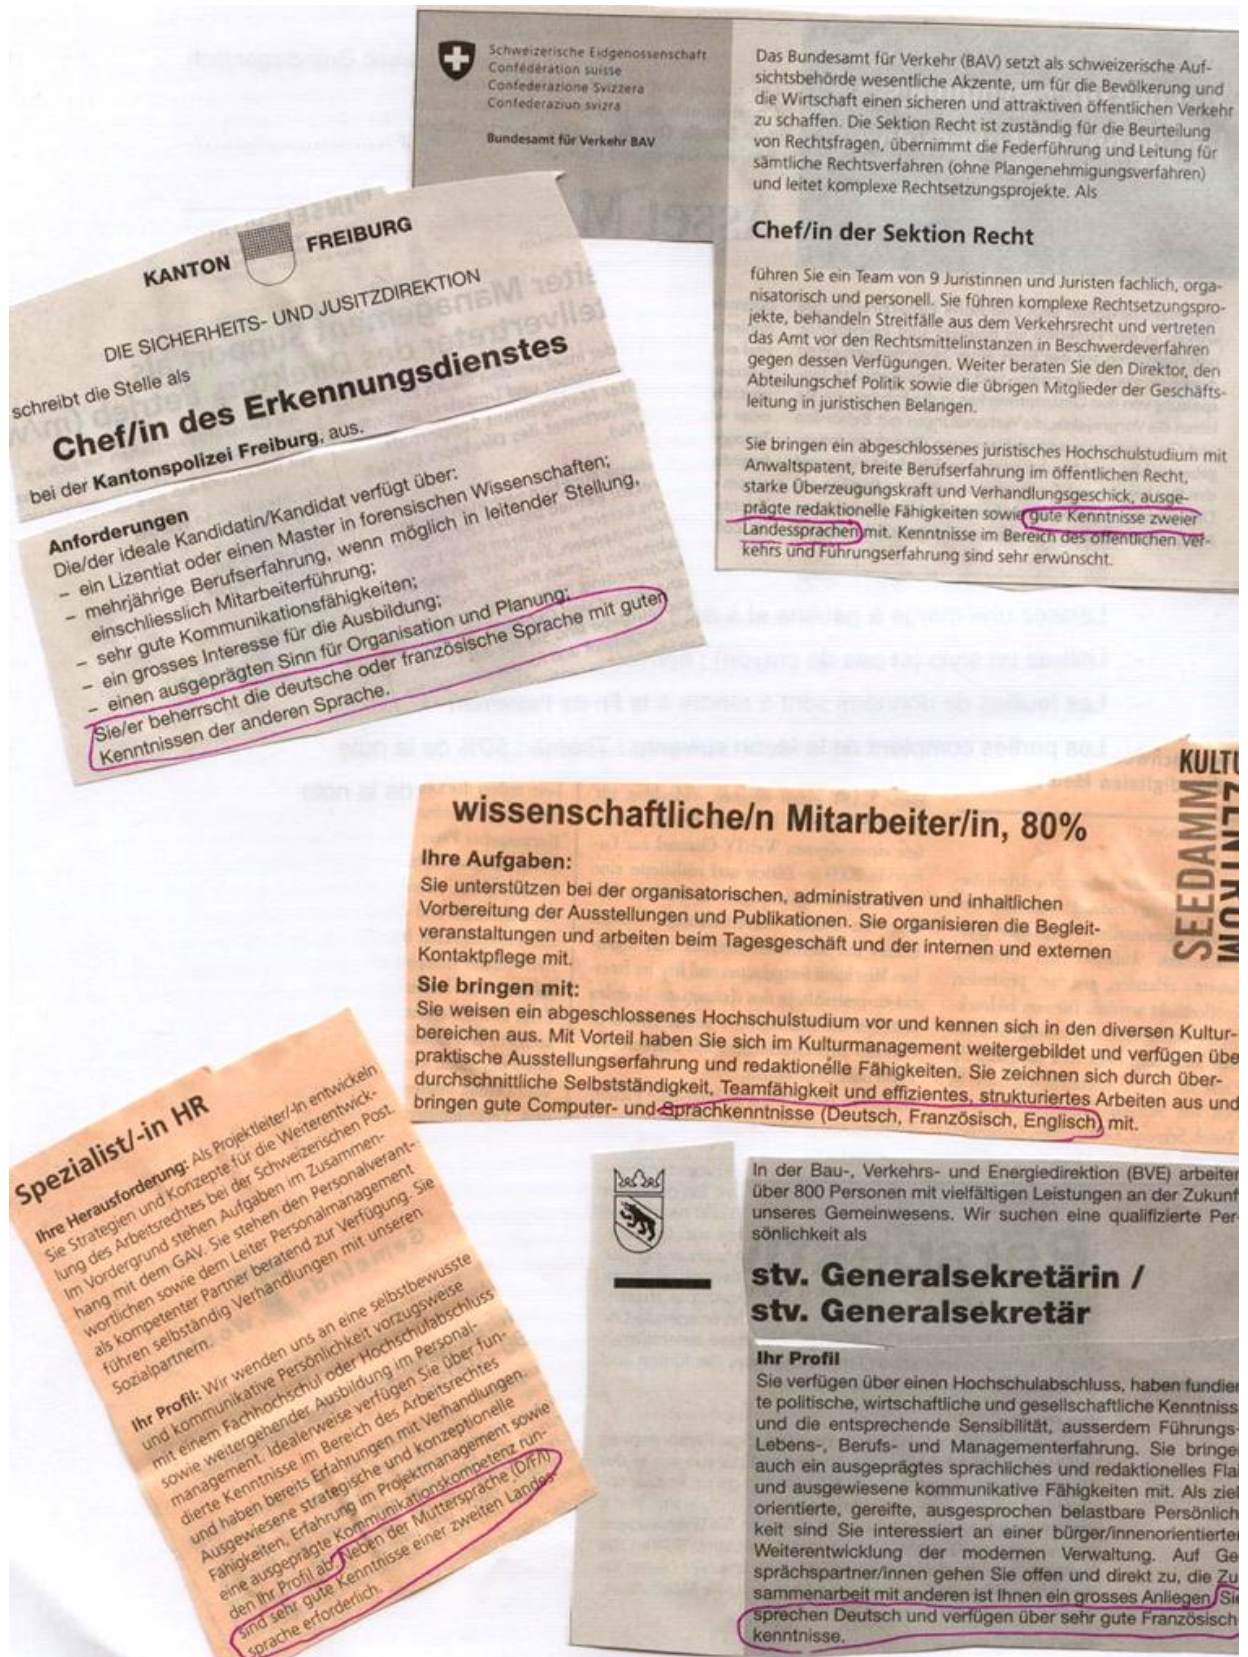 Schweizerische Eidgenossenschaft
Confédération suisse
Confederazione Svizzera
Confederaziun svizra
Bundesamt für Verkehr BAV
Das Bundesamt für Verkehr (BAV) setzt als schweizerische Auf-
sichtsbehörde wesentliche Akzente, um für die Bevölkerung und
die Wirtschaft einen sicheren und attraktiven öffentlichen Verkehr
zu schaffen. Die Sektion Recht ist zuständig für die Beurteilung
von Rechtsfragen, übernimmt die Federführung und Leitung für
sämtliche Rechtsverfahren (ohne Plangenehmigungsverfahren)
und leitet komplexe Rechtsetzungsprojekte. Als
Chef/in der Sektion Recht
führen Sie ein Team von 9 Juristinnen und Juristen fachlich, orga-
nisatorisch und personell. Sie führen komplexe Rechtsetzungspro-
jekte, behandeln Streitfälle aus dem Verkehrsrecht und vertreten
das Amt vor den Rechtsmittelinstanzen in Beschwerdeverfahren
gegen dessen Verfügungen. Weiter beraten Sie den Direktor, den
Abteilungschef Politik sowie die übrigen Mitglieder der Geschäfts-
leitung in juristischen Belangen.
Sie bringen ein abgeschlossenes juristisches Hochschulstudium mit
Anwaltspatent, breite Berufserfahrung im öffentlichen Recht,
starke Überzeugungskraft und Verhandlungsgeschick, ausge-
prägte redaktionelle Fähigkeiten sowie gute Kenntnisse zweier
Landessprachen mit. Kenntnisse im Bereich des öffentlichen Ver-
kehrs und Führungserfahrung sind sehr erwünscht.
KANTON FREIBURG
DIE SICHERHEITS- UND JUSITZDIREKTION
schreibt die Stelle als
Chef/in des Erkennungsdienstes
bei der Kantonspolizei Freiburg, aus.
Anforderungen
Die/der ideale Kandidatin/Kandidat verfügt über:
– ein Lizentiat oder einen Master in forensischen Wissenschaften;
– mehrjährige Berufserfahrung, wenn möglich in leitender Stellung,
einschliesslich Mitarbeiterführung;
– sehr gute Kommunikationsfähigkeiten;
– ein grosses Interesse für die Ausbildung;
– einen ausgeprägten Sinn für Organisation und Planung;
Sie/er beherrscht die deutsche oder französische Sprache mit guten
Kenntnissen der anderen Sprache.
KULTU
ZENTRUM
SEEDAMM
wissenschaftliche/n Mitarbeiter/in, 80%
Ihre Aufgaben:
Sie unterstützen bei der organisatorischen, administrativen und inhaltlichen
Vorbereitung der Ausstellungen und Publikationen. Sie organisieren die Begleit-
veranstaltungen und arbeiten beim Tagesgeschäft und der internen und externen
Kontaktpflege mit.
Sie bringen mit:
Sie weisen ein abgeschlossenes Hochschulstudium vor und kennen sich in den diversen Kultur-
bereichen aus. Mit Vorteil haben Sie sich im Kulturmanagement weitergebildet und verfügen übe
praktische Ausstellungserfahrung und redaktionelle Fähigkeiten. Sie zeichnen sich durch über-
durchschnittliche Selbstständigkeit, Teamfähigkeit und effizientes, strukturiertes Arbeiten aus und
bringen gute Computer- und Sprachkenntnisse (Deutsch, Französisch, Englisch) mit.
Spezialist/-in HR
Ihre Herausforderung: Als Projektleiter/-in entwickeln
Sie Strategien und Konzepte für die Weiterentwick-
lung des Arbeitsrechtes bei der Schweizerischen Post.
Im Vordergrund stehen Aufgaben im Zusammen-
hang mit dem GAV. Sie stehen den Personalverant-
wortlichen sowie dem Leiter Personalmanagement
als kompetenter Partner beratend zur Verfügung. Sie
führen selbständig Verhandlungen mit unseren
Sozialpartnern.
Ihr Profil: Wir wenden uns an eine selbstbewusste
und kommunikative Persönlichkeit vorzugsweise
mit einem Fachhochschul oder Hochschulabschluss
sowie weitergehender Ausbildung im Personal-
management. Idealerweise verfügen Sie über fun-
dierte Kenntnisse im Bereich des Arbeitsrechtes
und haben bereits Erfahrungen mit Verhandlungen.
Ausgewiesene strategische und konzeptionelle
Fähigkeiten, Erfahrung im Projektmanagement sowie
eine ausgeprägte Kommunikationskompetenz run-
den Ihr Profil ab. Neben der Muttersprache (D/F/I)
sind sehr gute Kenntnisse einer zweiten Landes-
sprache erforderlich.
In der Bau-, Verkehrs- und Energiedirektion (BVE) arbeiten
über 800 Personen mit vielfältigen Leistungen an der Zukunf
unseres Gemeinwesens. Wir suchen eine qualifizierte Per-
sönlichkeit als
stv. Generalsekretärin /
stv. Generalsekretär
Ihr Profil
Sie verfügen über einen Hochschulabschluss, haben fundier
te politische, wirtschaftliche und gesellschaftliche Kenntniss
und die entsprechende Sensibilität, ausserdem Führungs-
Lebens-, Berufs- und Managementerfahrung. Sie bringe
auch ein ausgeprägtes sprachliches und redaktionelles Flai
und ausgewiesene kommunikative Fähigkeiten mit. Als ziel
orientierte, gereifte, ausgesprochen belastbare Persönlich
keit sind Sie interessiert an einer bürger/innenorientierte
Weiterentwicklung der modernen Verwaltung. Auf Ge
sprächspartner/innen gehen Sie offen und direkt zu, die Zu
sammenarbeit mit anderen ist Ihnen ein grosses Anliegen. Sie
sprechen Deutsch und verfügen über sehr gute Französisch
kenntnisse.